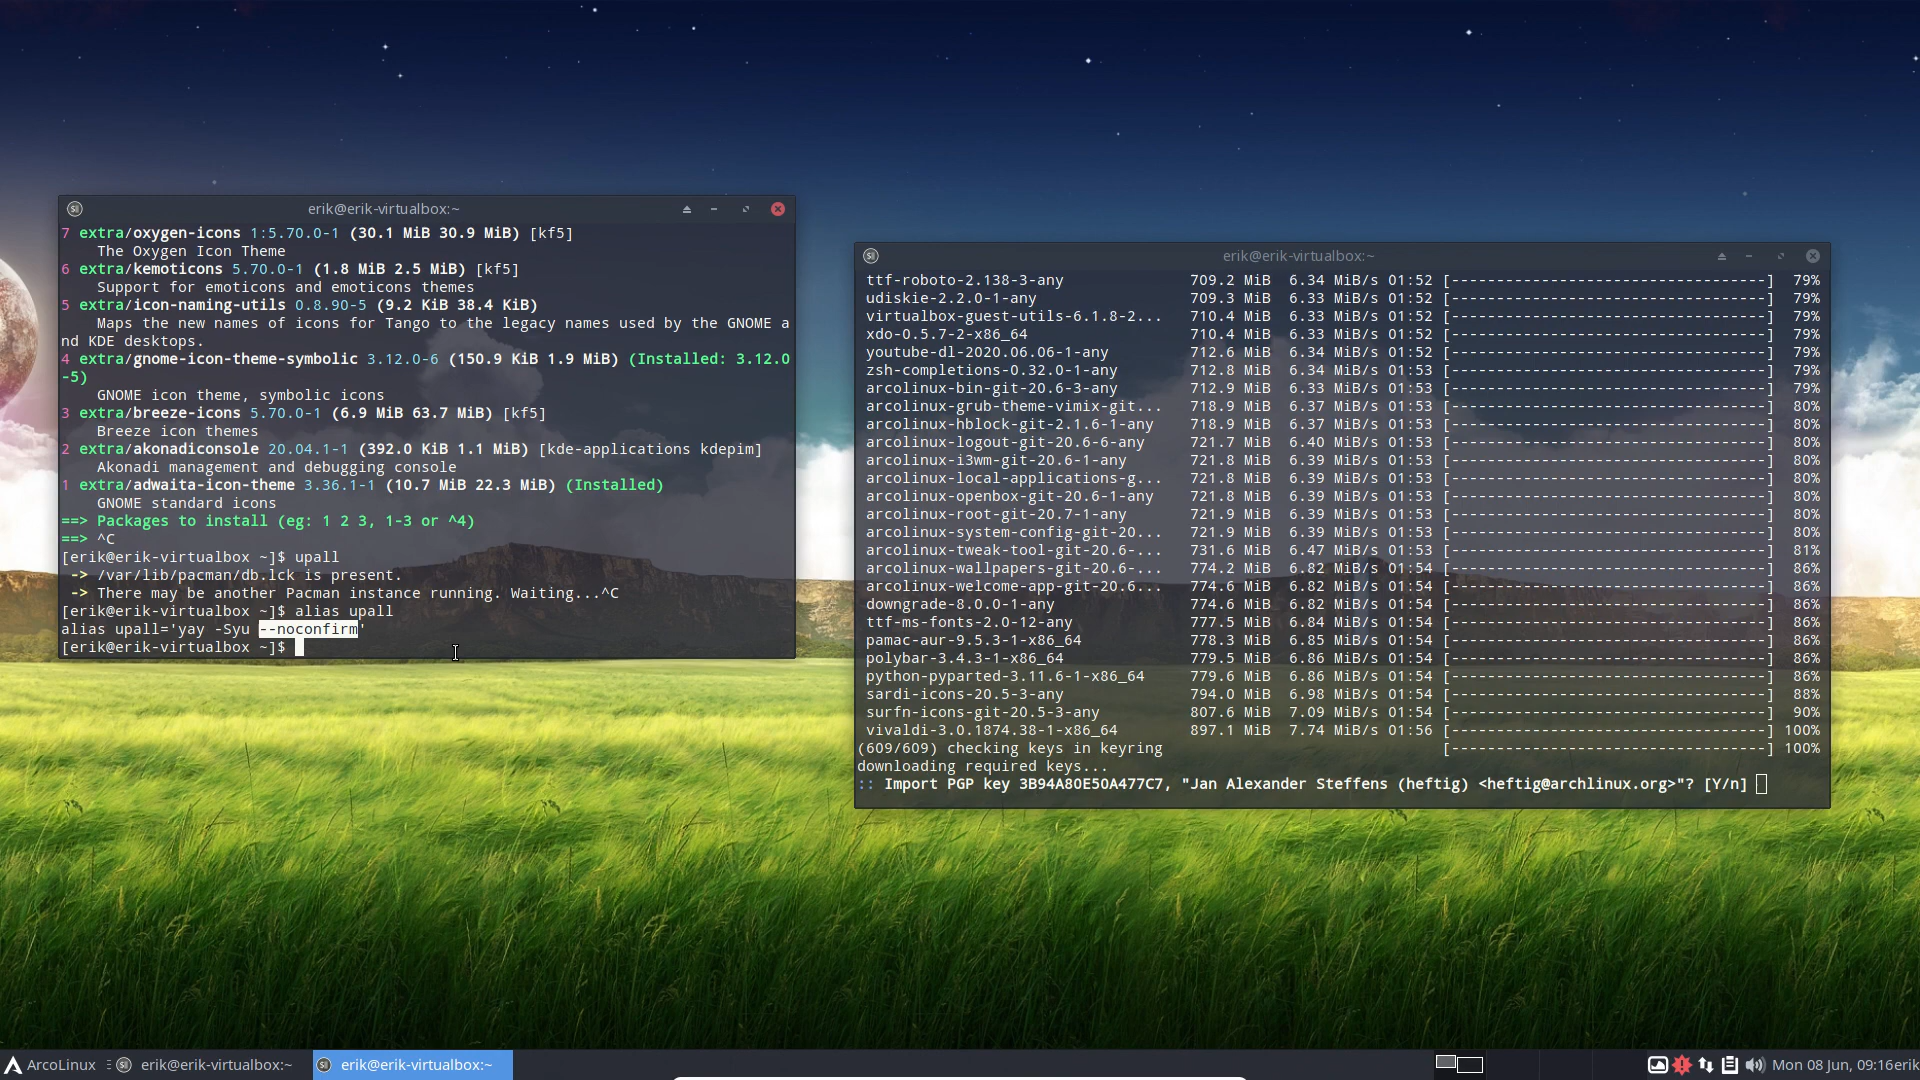 erik@erik-virtualbox:~
7 extra/oxygen-icons 1:5.70.0-1 (30.1 MiB 30.9 MiB) [kf5]
The Oxygen Icon Theme
6 extra/kemoticons 5.70.0-1 (1.8 MiB 2.5 MiB) [kf5]
Support for emoticons and emoticons themes
5 extra/icon-naming-utils 0.8.90-5 (9.2 KiB 38.4 KiB)
Maps the new names of icons for Tango to the legacy names used by the GNOME a
nd KDE desktops.
4 extra/gnome-icon-theme-symbolic 3.12.0-6 (150.9 KiB 1.9 MiB) (Installed: 3.12.0
-5)
GNOME icon theme, symbolic icons
3 extra/breeze-icons 5.70.0-1 (6.9 MiB 63.7 MiB) [kf5]
Breeze icon themes
2 extra/akonadiconsole 20.04.1-1 (392.0 KiB 1.1 MiB) [kde-applications kdepim]
Akonadi management and debugging console
1 extra/adwaita-icon-theme 3.36.1-1 (10.7 MiB 22.3 MiB) (Installed)
GNOME standard icons
==> Packages to install (eg: 1 2 3, 1-3 or ^4)
==> ^C
[erik@erik-virtualbox ~]$ upall
-> /var/lib/pacman/db.lck is present.
-> There may be another Pacman instance running. Waiting...^C
[erik@erik-virtualbox ~]$ alias upall
alias upall='yay -Syu --noconfirm'
[erik@erik-virtualbox ~]$
erik@erik-virtualbox:~
ttf-roboto-2.138-3-any 709.2 MiB 6.34 MiB/s 01:52 [-----------------------------------] 79%
udiskie-2.2.0-1-any 709.3 MiB 6.33 MiB/s 01:52 [-----------------------------------] 79%
virtualbox-guest-utils-6.1.8-2... 710.4 MiB 6.33 MiB/s 01:52 [-----------------------------------] 79%
xdo-0.5.7-2-x86_64 710.4 MiB 6.33 MiB/s 01:52 [-----------------------------------] 79%
youtube-dl-2020.06.06-1-any 712.6 MiB 6.34 MiB/s 01:52 [-----------------------------------] 79%
zsh-completions-0.32.0-1-any 712.8 MiB 6.34 MiB/s 01:53 [-----------------------------------] 79%
arcolinux-bin-git-20.6-3-any 712.9 MiB 6.33 MiB/s 01:53 [-----------------------------------] 79%
arcolinux-grub-theme-vimix-git... 718.9 MiB 6.37 MiB/s 01:53 [-----------------------------------] 80%
arcolinux-hblock-git-2.1.6-1-any 718.9 MiB 6.37 MiB/s 01:53 [-----------------------------------] 80%
arcolinux-logout-git-20.6-6-any 721.7 MiB 6.40 MiB/s 01:53 [-----------------------------------] 80%
arcolinux-i3wm-git-20.6-1-any 721.8 MiB 6.39 MiB/s 01:53 [-----------------------------------] 80%
arcolinux-local-applications-g... 721.8 MiB 6.39 MiB/s 01:53 [-----------------------------------] 80%
arcolinux-openbox-git-20.6-1-any 721.8 MiB 6.39 MiB/s 01:53 [-----------------------------------] 80%
arcolinux-root-git-20.7-1-any 721.9 MiB 6.39 MiB/s 01:53 [-----------------------------------] 80%
arcolinux-system-config-git-20... 721.9 MiB 6.39 MiB/s 01:53 [-----------------------------------] 80%
arcolinux-tweak-tool-git-20.6-... 731.6 MiB 6.47 MiB/s 01:53 [-----------------------------------] 81%
arcolinux-wallpapers-git-20.6-... 774.2 MiB 6.82 MiB/s 01:54 [-----------------------------------] 86%
arcolinux-welcome-app-git-20.6... 774.6 MiB 6.82 MiB/s 01:54 [-----------------------------------] 86%
downgrade-8.0.0-1-any 774.6 MiB 6.82 MiB/s 01:54 [-----------------------------------] 86%
ttf-ms-fonts-2.0-12-any 777.5 MiB 6.84 MiB/s 01:54 [-----------------------------------] 86%
pamac-aur-9.5.3-1-x86_64 778.3 MiB 6.85 MiB/s 01:54 [-----------------------------------] 86%
polybar-3.4.3-1-x86_64 779.5 MiB 6.86 MiB/s 01:54 [-----------------------------------] 86%
python-pyparted-3.11.6-1-x86_64 779.6 MiB 6.86 MiB/s 01:54 [-----------------------------------] 86%
sardi-icons-20.5-3-any 794.0 MiB 6.98 MiB/s 01:54 [-----------------------------------] 88%
surfn-icons-git-20.5-3-any 807.6 MiB 7.09 MiB/s 01:54 [-----------------------------------] 90%
vivaldi-3.0.1874.38-1-x86_64 897.1 MiB 7.74 MiB/s 01:56 [-----------------------------------] 100%
(609/609) checking keys in keyring [-----------------------------------] 100%
downloading required keys...
:: Import PGP key 3B94A80E50A477C7, "Jan Alexander Steffens (heftig) <heftig@archlinux.org>"? [Y/n]
ArcoLinux erik@erik-virtualbox:~ erik@erik-virtualbox:~ Mon 08 Jun, 09:16erik